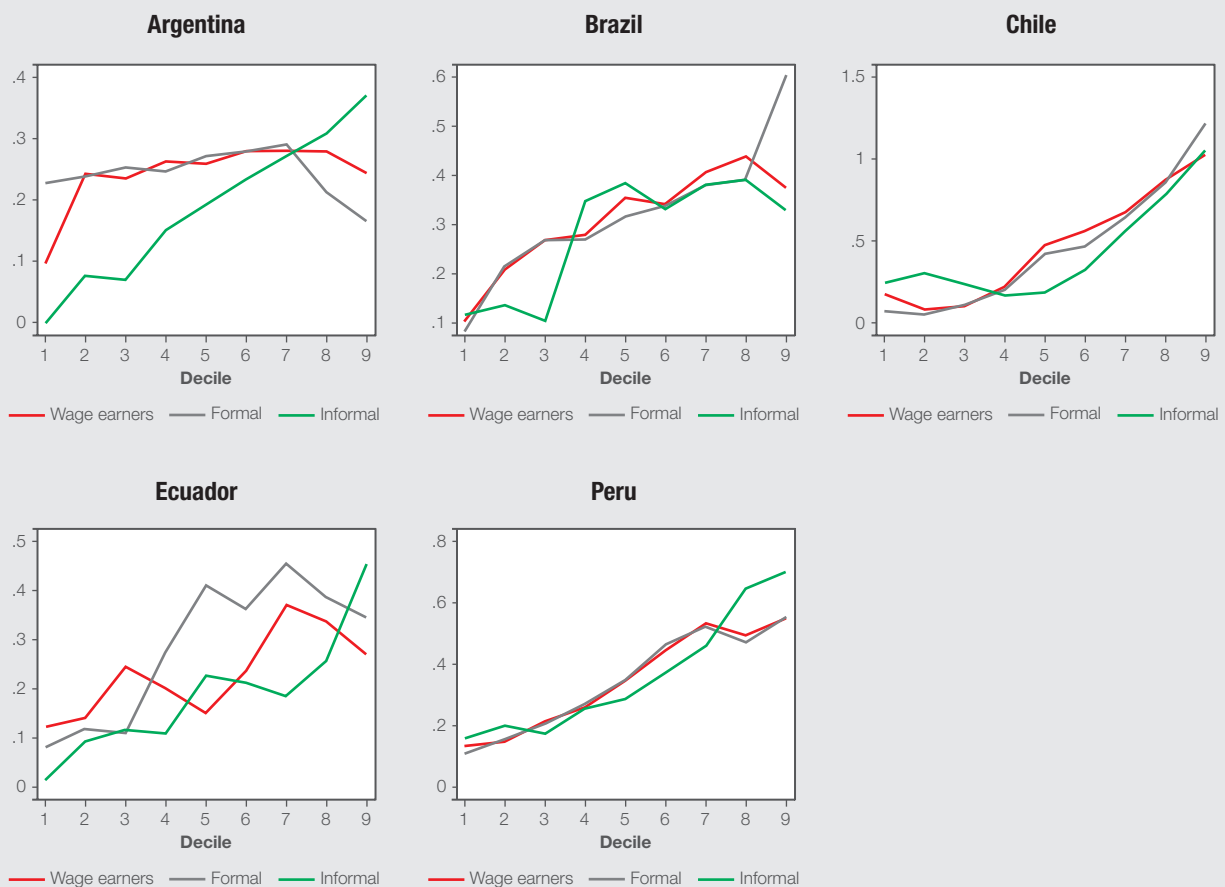 Argentina
.4
.3
.2
.1
0
1 2 3 4 5 6 7 8 9
Decile
Wage earners Formal Informal
Brazil
.6
.5
.4
.3
.2
.1
1 2 3 4 5 6 7 8 9
Decile
Wage earners Formal Informal
Chile
1.5
1
.5
0
1 2 3 4 5 6 7 8 9
Decile
Wage earners Formal Informal
Ecuador
.5
.4
.3
.2
.1
0
1 2 3 4 5 6 7 8 9
Decile
Wage earners Formal Informal
Peru
.8
.6
.4
.2
0
1 2 3 4 5 6 7 8 9
Decile
Wage earners Formal Informal